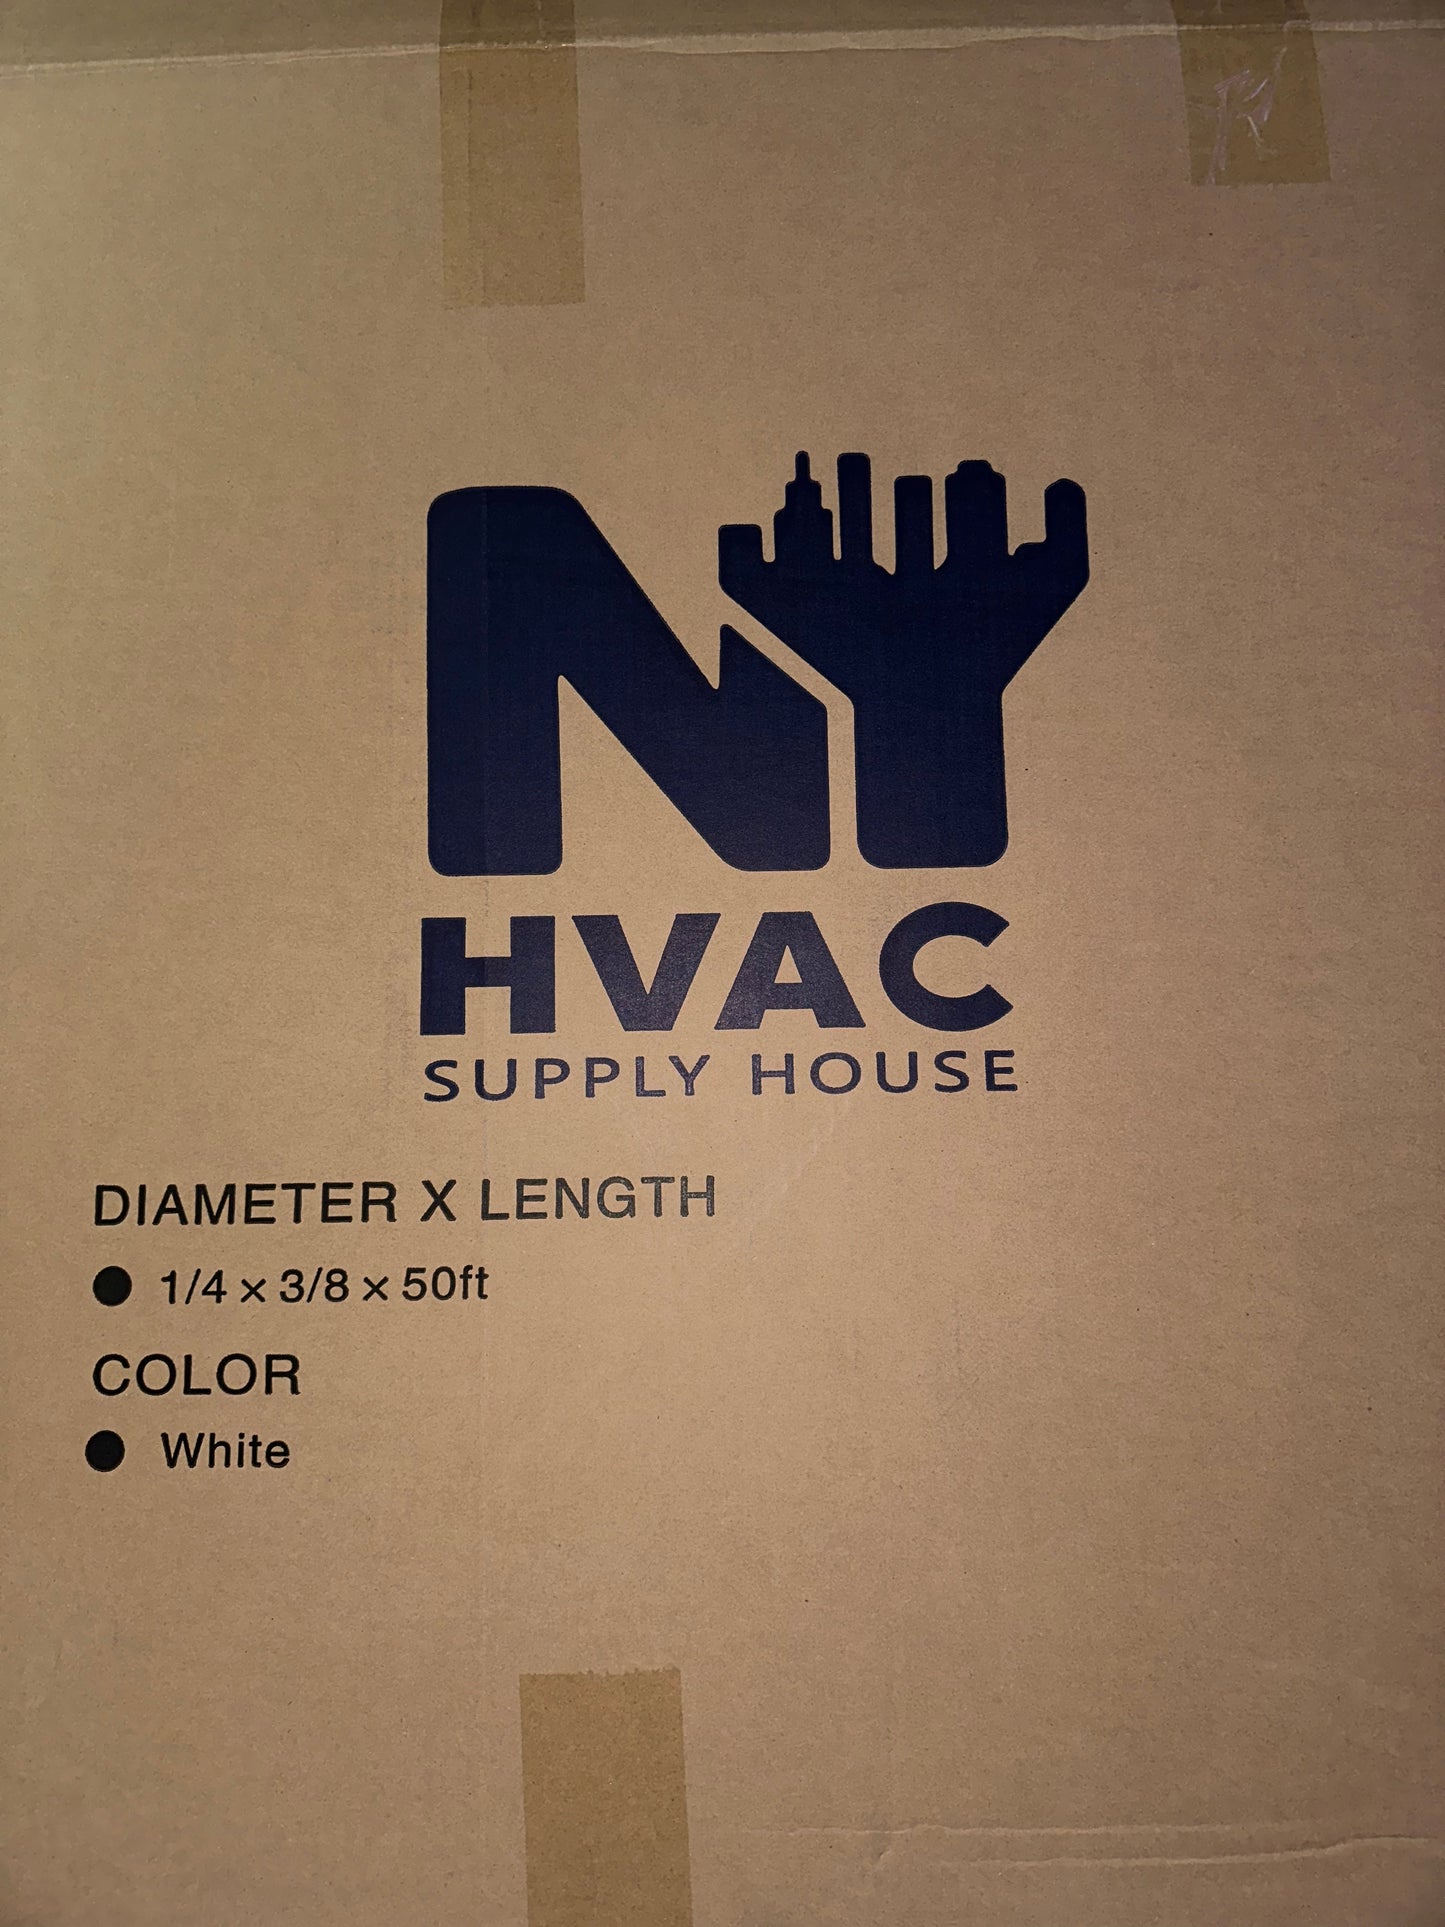 NY
HVAC
SUPPLY HOUSE
DIAMETER X LENGTH
● 1/4 × 3/8 × 50ft
COLOR
● White